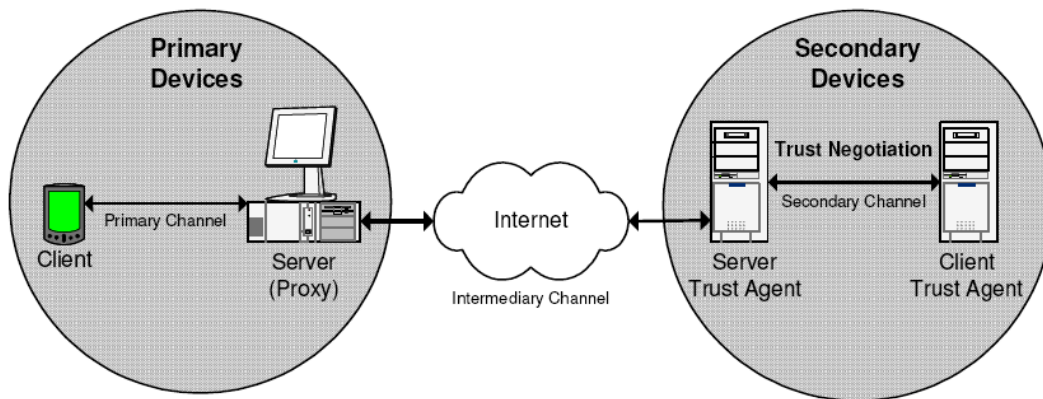 Primary
Devices
Primary Channel
Client
Server
(Proxy)
Internet
Intermediary Channel
Secondary
Devices
Trust Negotiation
Secondary Channel
Server
Trust Agent
Client
Trust Agent